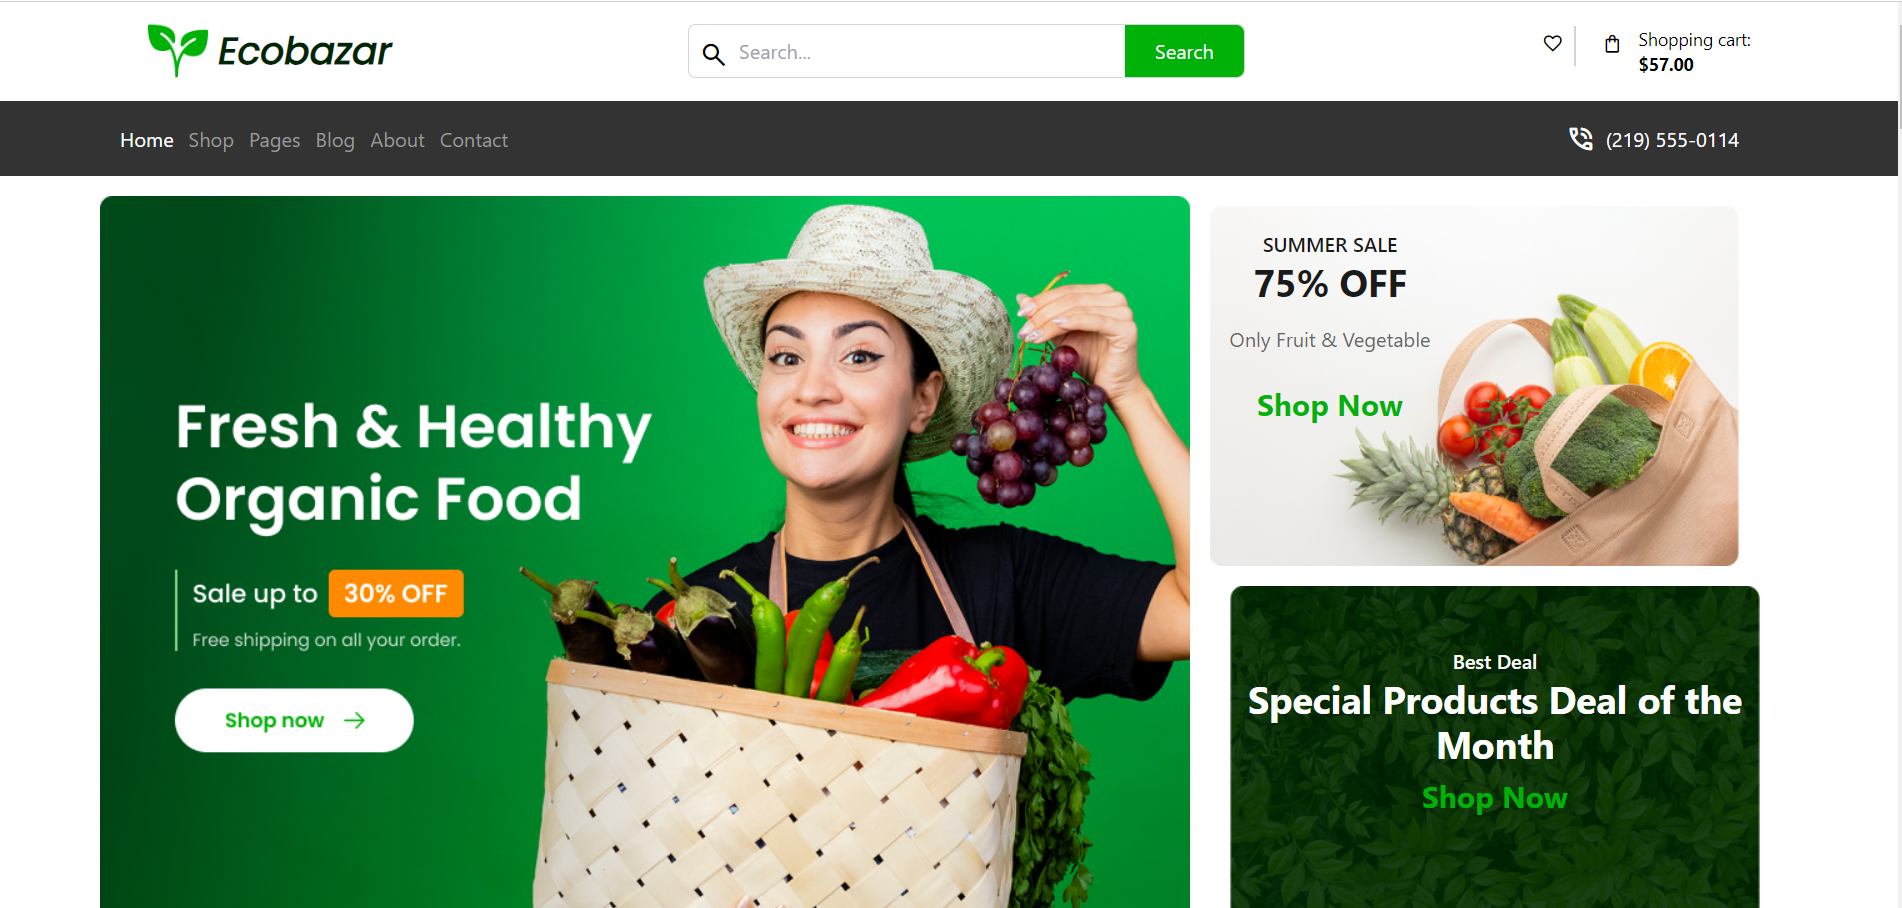 Ecobazar
Search...
Search
Shopping cart:
$57.00
Home Shop Pages Blog About Contact
(219) 555-0114
Fresh & Healthy
Organic Food
Sale up to 30% OFF
Free shipping on all your order.
Shop now
SUMMER SALE
75% OFF
Only Fruit & Vegetable
Shop Now
Best Deal
Special Products Deal of the
Month
Shop Now